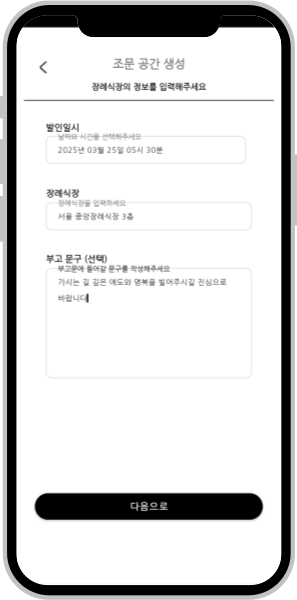 조문 공간 생성
장례식장의 정보를 입력해주세요
발인일시
날짜와 시간을 선택해주세요
2025년 03월 25일 05시 30분
장례식장
장례식장을 입력하세요
서울 중앙장례식장 3층
부고 문구 (선택)
부고문에 들어갈 문구를 작성해주세요
가시는 길 깊은 애도와 명복을 빌어주시길 진심으로
바랍니다
다음으로